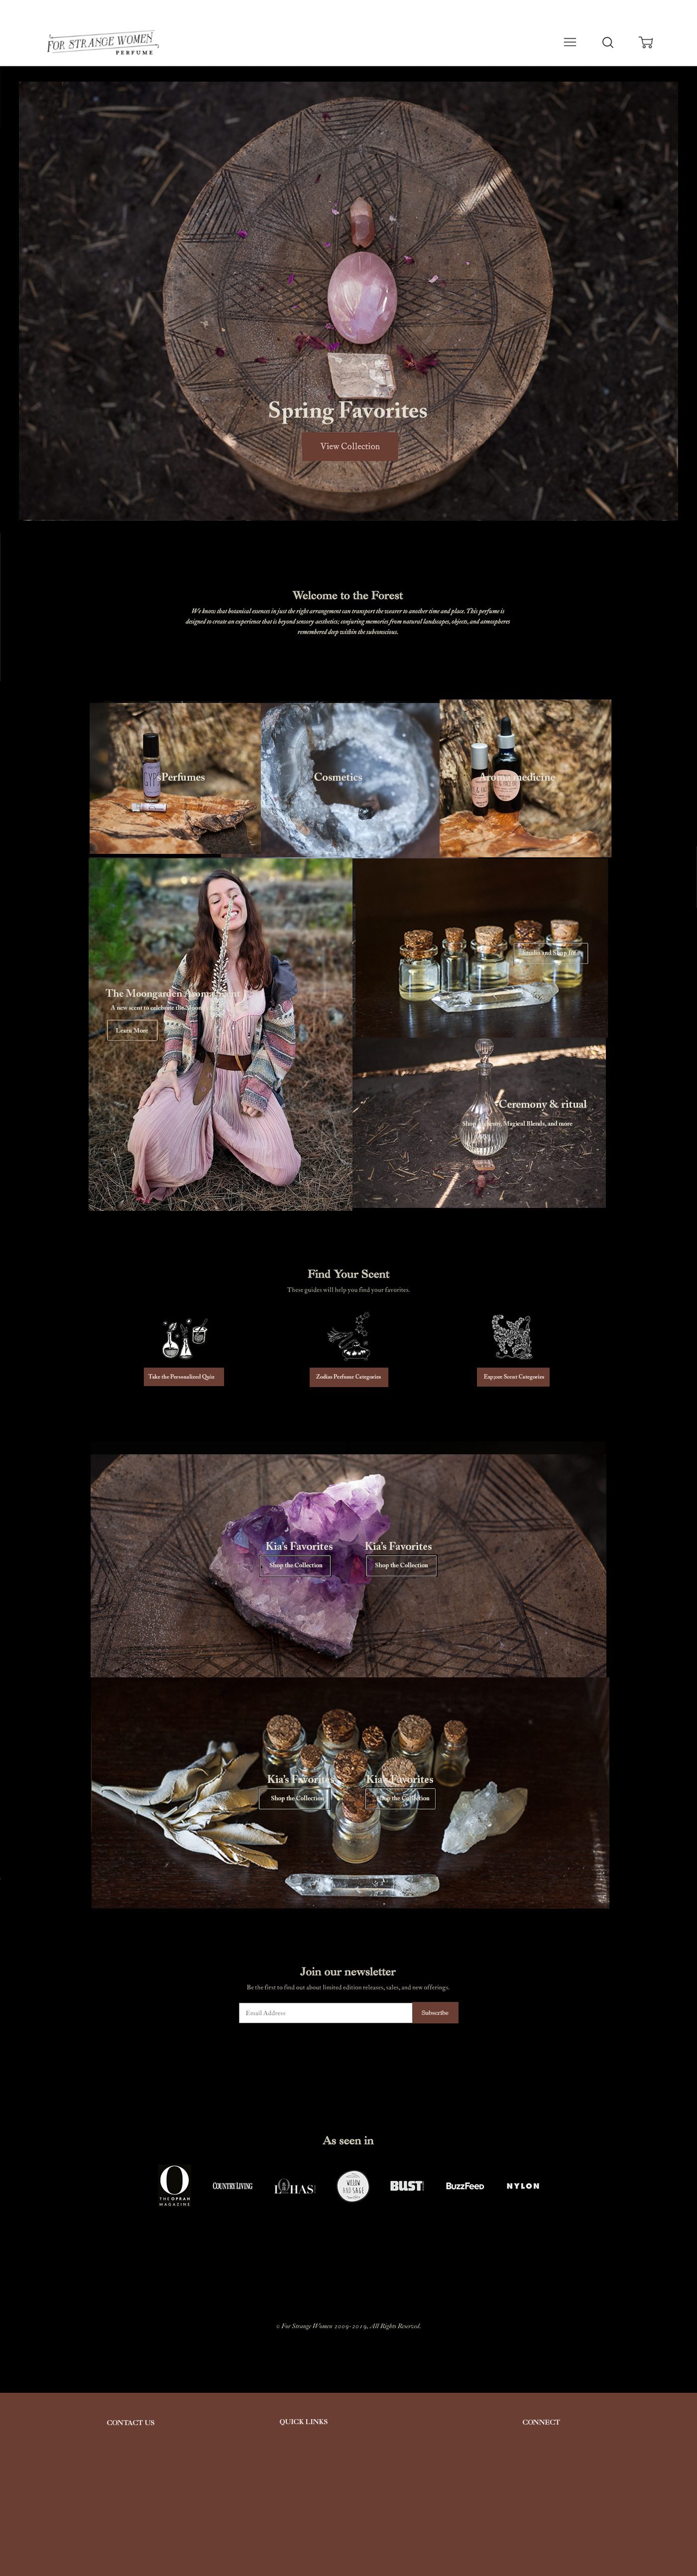 FOR STRANGE WOMEN
PERFUME
Spring Favorites
View Collection
Welcome to the Forest
We know that botanical essences in just the right arrangement can transport the wearer to another time and place. This perfume is
designed to create an experience that is beyond sensory aesthetics; conjuring memories from natural landscapes, objects, and atmospheres
remembered deep within the subconscious.
sPerfumes
Cosmetics
Aroma medicine
The Moongarden Aroma
A new scent to celebrate the Moon
Learn More
and Shop
Ceremony & ritual
Shop Magical Blends, and more
Find Your Scent
These guides will help you find your favorites.
Take the Personalized Quiz
Zodiac Perfume Categories
Expore Scent Categories
Kia's Favorites
Kia's Favorites
Shop the Collection
Shop the Collection
Kia's Favorites
Kia's Favorites
Shop the Collection
Shop the Collection
Join our newsletter
Be the first to find out about limited edition releases, sales, and new offerings.
Email Address
Subscribe
As seen in
O
THE OPRAH
MAGAZINE
COUNTRY LIVING
LOHAS
WILLOW
AND SAGE
BUST
BuzzFeed
NYLON
© For Strange Women 2009-2019, All Rights Reserved.
CONTACT US
QUICK LINKS
CONNECT